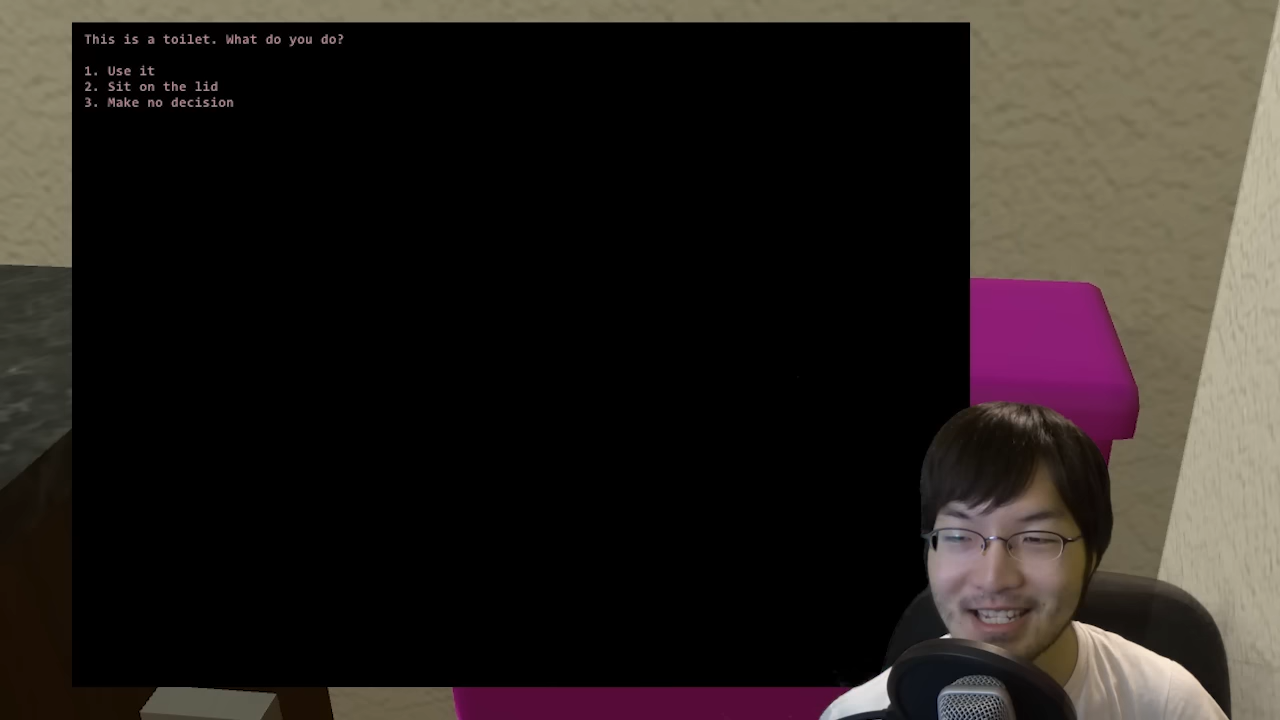 This is a toilet. What do you do?
1. Use it
2. Sit on the lid
3. Make no decision